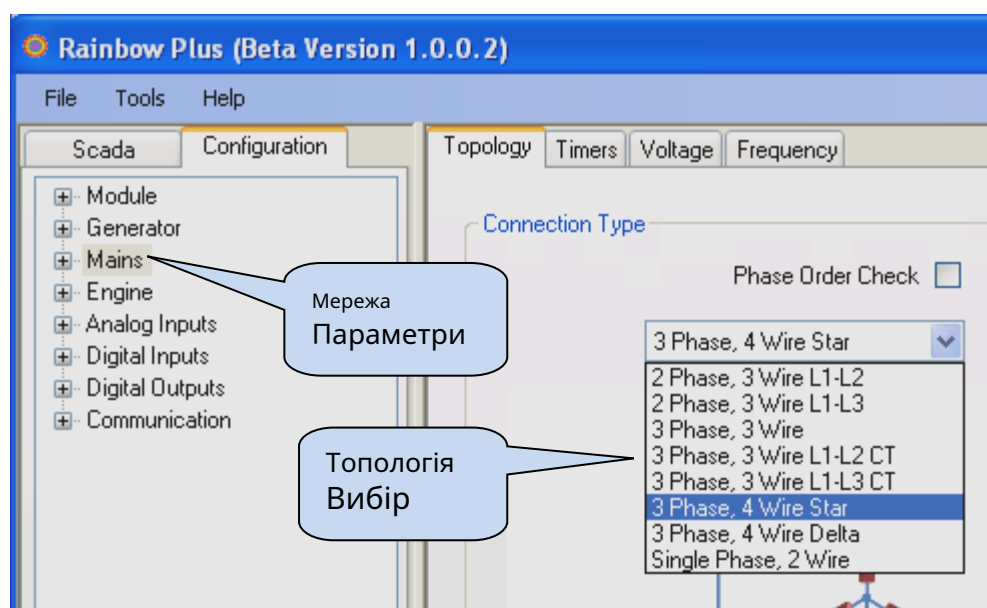 Rainbow Plus (Beta Version 1.0.0.2)
File Tools Help
Scada Configuration
Topology Timers Voltage Frequency
Module
Generator
Mains
Engine
Analog Inputs
Digital Inputs
Digital Outputs
Communication
Мережа
Параметри
Топологія
Вибір
Connection Type
Phase Order Check
3 Phase, 4 Wire Star
2 Phase, 3 Wire L1-L2
2 Phase, 3 Wire L1-L3
3 Phase, 3 Wire
3 Phase, 3 Wire L1-L2 CT
3 Phase, 3 Wire L1-L3 CT
3 Phase, 4 Wire Star
3 Phase, 4 Wire Delta
Single Phase, 2 Wire